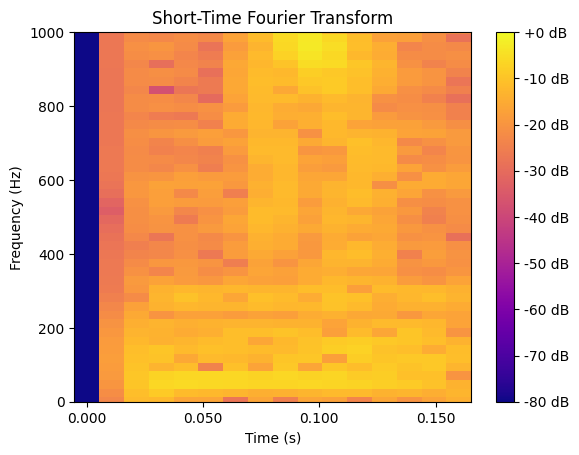 Short-Time Fourier Transform
1000
800
600
400
200
0
Frequency (Hz)
0.000
0.050
0.100
0.150
Time (s)
+0 dB
-10 dB
-20 dB
-30 dB
-40 dB
-50 dB
-60 dB
-70 dB
-80 dB